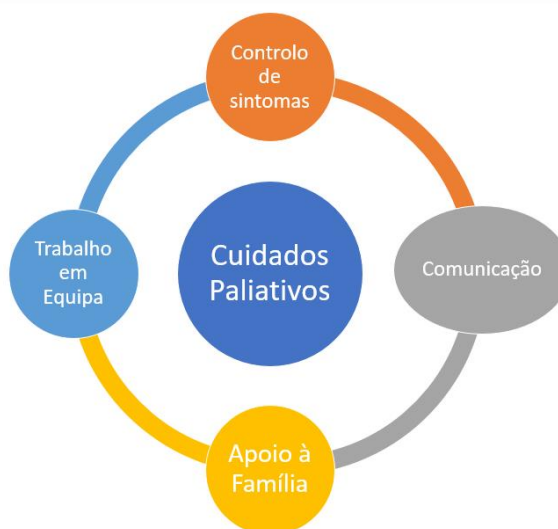 Controlo
de
sintomas
Trabalho
em
Equipa
Cuidados
Paliativos
Comunicação
Apoio à
Família